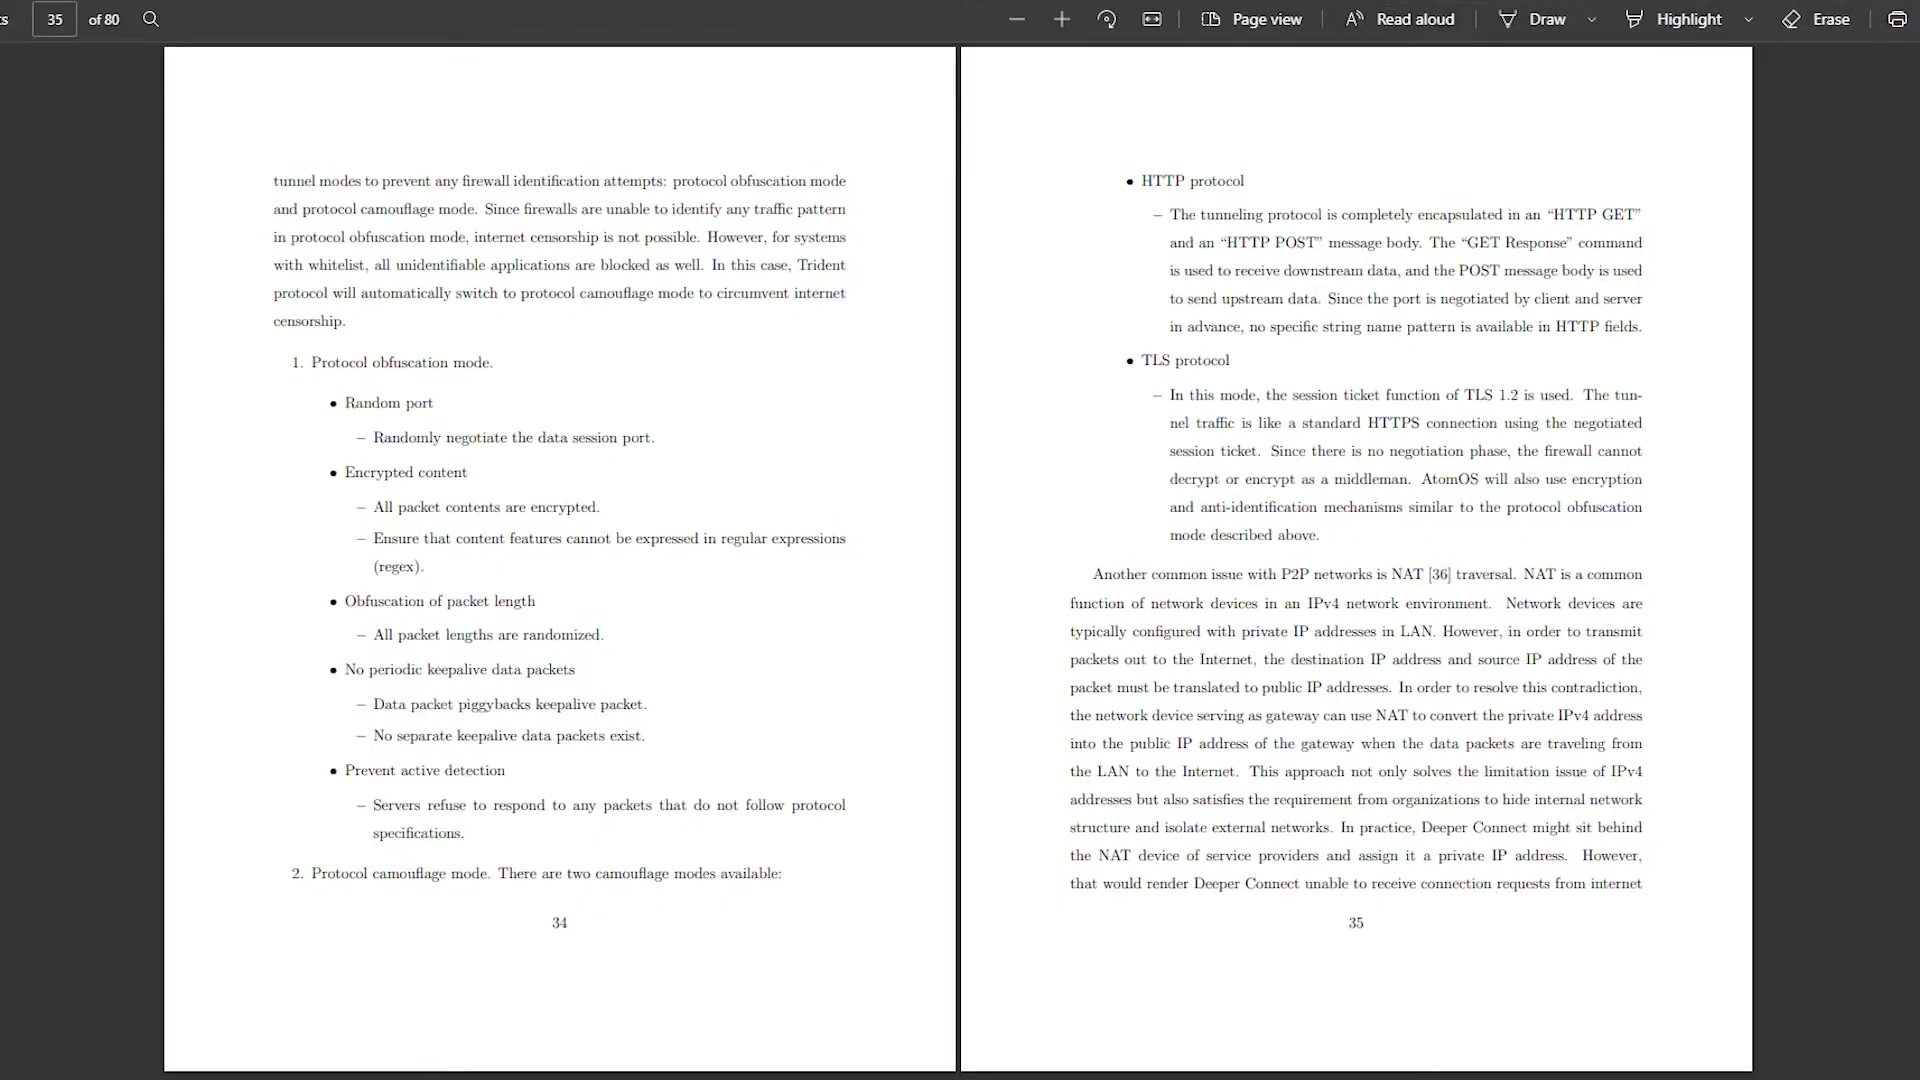 ts 35 of 80 Page view Read aloud Draw Highlight Erase
tunnel modes to prevent any firewall identification attempts: protocol obfuscation mode
and protocol camouflage mode. Since firewalls are unable to identify any traffic pattern
in protocol obfuscation mode, internet censorship is not possible. However, for systems
with whitelist, all unidentifiable applications are blocked as well. In this case, Trident
protocol will automatically switch to protocol camouflage mode to circumvent internet
censorship.
1. Protocol obfuscation mode.
• Random port
– Randomly negotiate the data session port.
• Encrypted content
– All packet contents are encrypted.
– Ensure that content features cannot be expressed in regular expressions
(regex).
• Obfuscation of packet length
– All packet lengths are randomized.
• No periodic keepalive data packets
– Data packet piggybacks keepalive packet.
– No separate keepalive data packets exist.
• Prevent active detection
– Servers refuse to respond to any packets that do not follow protocol
specifications.
2. Protocol camouflage mode. There are two camouflage modes available:
34
• HTTP protocol
– The tunneling protocol is completely encapsulated in an “HTTP GET”
and an “HTTP POST” message body. The “GET Response” command
is used to receive downstream data, and the POST message body is used
to send upstream data. Since the port is negotiated by client and server
in advance, no specific string name pattern is available in HTTP fields.
• TLS protocol
– In this mode, the session ticket function of TLS 1.2 is used. The tun-
nel traffic is like a standard HTTPS connection using the negotiated
session ticket. Since there is no negotiation phase, the firewall cannot
decrypt or encrypt as a middleman. AtomOS will also use encryption
and anti-identification mechanisms similar to the protocol obfuscation
mode described above.
Another common issue with P2P networks is NAT [36] traversal. NAT is a common
function of network devices in an IPv4 network environment. Network devices are
typically configured with private IP addresses in LAN. However, in order to transmit
packets out to the Internet, the destination IP address and source IP address of the
packet must be translated to public IP addresses. In order to resolve this contradiction,
the network device serving as gateway can use NAT to convert the private IPv4 address
into the public IP address of the gateway when the data packets are traveling from
the LAN to the Internet. This approach not only solves the limitation issue of IPv4
addresses but also satisfies the requirement from organizations to hide internal network
structure and isolate external networks. In practice, Deeper Connect might sit behind
the NAT device of service providers and assign it a private IP address. However,
that would render Deeper Connect unable to receive connection requests from internet
35